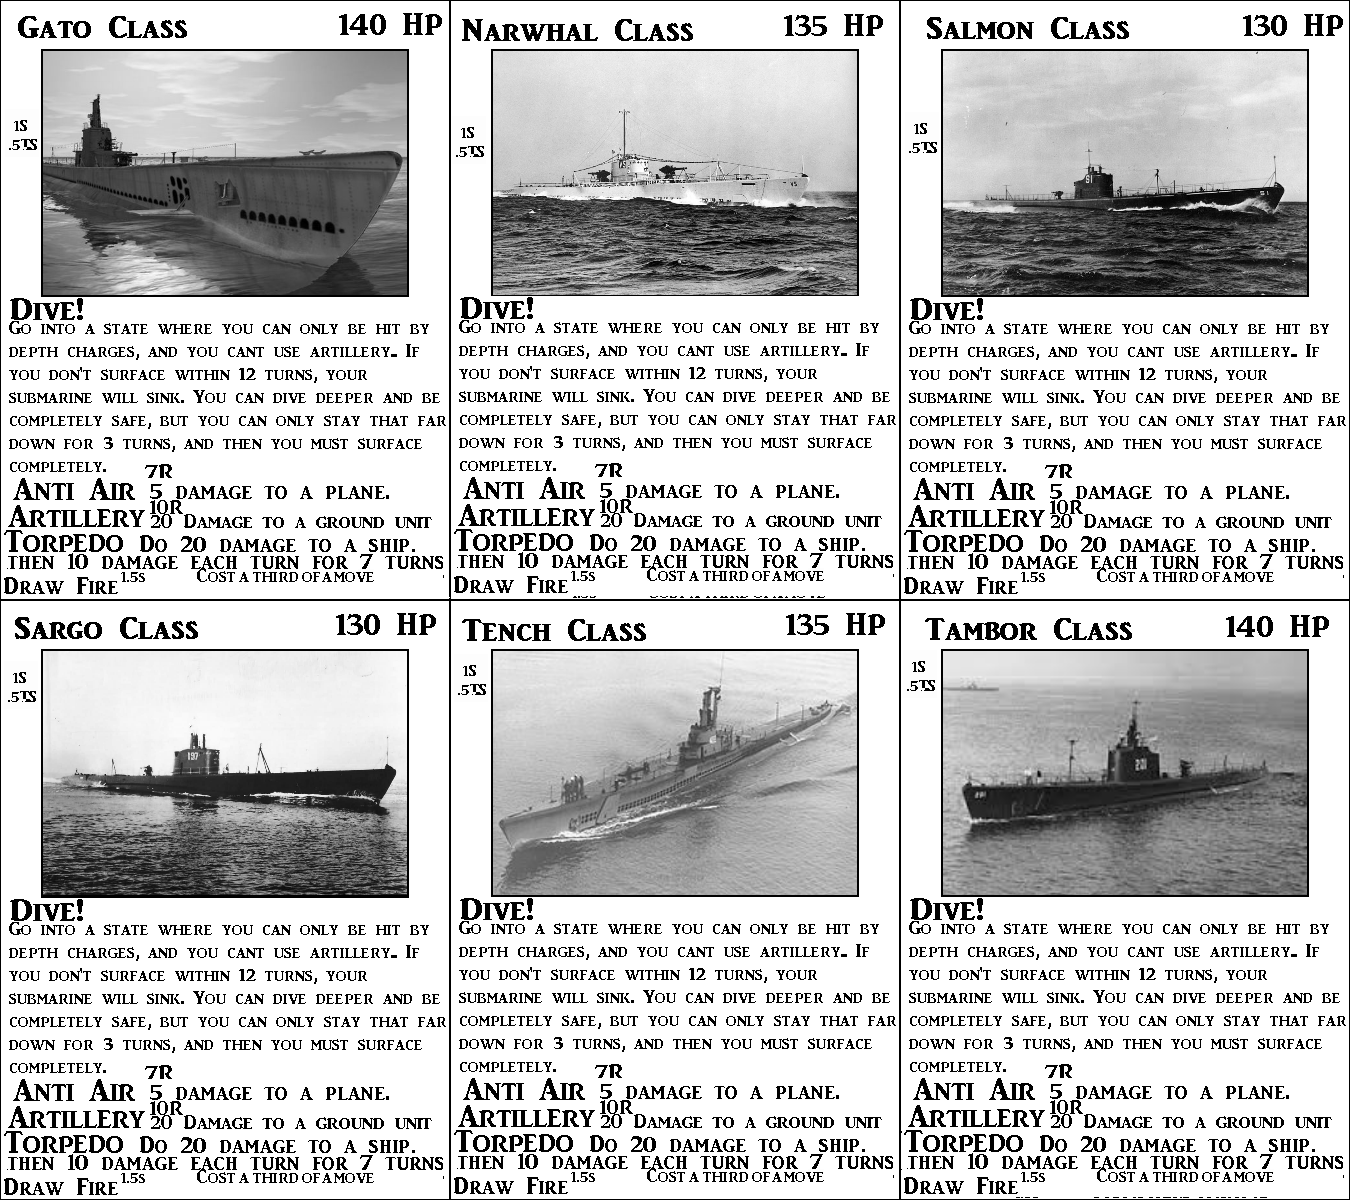 Gato Class 140 HP
1S
.5TS
Dive!
Go into a state where you can only be hit by
depth charges, and you cant use artillery. If
you don't surface within 12 turns, your
submarine will sink. You can dive deeper and be
completely safe, but you can only stay that far
down for 3 turns, and then you must surface
completely.
7R
Anti Air 5 damage to a plane.
10R
Artillery 20 Damage to a ground unit
Torpedo Do 20 damage to a ship.
then 10 damage each turn for 7 turns
Draw Fire 1.5S Cost a third of a move
Narwhal Class 135 HP
1S
.5TS
V5
Dive!
Go into a state where you can only be hit by
depth charges, and you cant use artillery. If
you don't surface within 12 turns, your
submarine will sink. You can dive deeper and be
completely safe, but you can only stay that far
down for 3 turns, and then you must surface
completely.
7R
Anti Air 5 damage to a plane.
10R
Artillery 20 Damage to a ground unit
Torpedo Do 20 damage to a ship.
then 10 damage each turn for 7 turns
Draw Fire 1.5S Cost a third of a move
Salmon Class 130 HP
1S
.5TS
Dive!
Go into a state where you can only be hit by
depth charges, and you cant use artillery. If
you don't surface within 12 turns, your
submarine will sink. You can dive deeper and be
completely safe, but you can only stay that far
down for 3 turns, and then you must surface
completely.
7R
Anti Air 5 damage to a plane.
10R
Artillery 20 Damage to a ground unit
Torpedo Do 20 damage to a ship.
then 10 damage each turn for 7 turns
Draw Fire 1.5S Cost a third of a move
Sargo Class 130 HP
1S
.5TS
197
Dive!
Go into a state where you can only be hit by
depth charges, and you cant use artillery. If
you don't surface within 12 turns, your
submarine will sink. You can dive deeper and be
completely safe, but you can only stay that far
down for 3 turns, and then you must surface
completely.
7R
Anti Air 5 damage to a plane.
10R
Artillery 20 Damage to a ground unit
Torpedo Do 20 damage to a ship.
then 10 damage each turn for 7 turns
Draw Fire 1.5S Cost a third of a move
Tench Class 135 HP
1S
.5TS
Dive!
Go into a state where you can only be hit by
depth charges, and you cant use artillery. If
you don't surface within 12 turns, your
submarine will sink. You can dive deeper and be
completely safe, but you can only stay that far
down for 3 turns, and then you must surface
completely.
7R
Anti Air 5 damage to a plane.
10R
Artillery 20 Damage to a ground unit
Torpedo Do 20 damage to a ship.
then 10 damage each turn for 7 turns
Draw Fire 1.5S Cost a third of a move
Tambor Class 140 HP
1S
.5TS
201
201
Dive!
Go into a state where you can only be hit by
depth charges, and you cant use artillery. If
you don't surface within 12 turns, your
submarine will sink. You can dive deeper and be
completely safe, but you can only stay that far
down for 3 turns, and then you must surface
completely.
7R
Anti Air 5 damage to a plane.
10R
Artillery 20 Damage to a ground unit
Torpedo Do 20 damage to a ship.
then 10 damage each turn for 7 turns
Draw Fire 1.5S Cost a third of a move